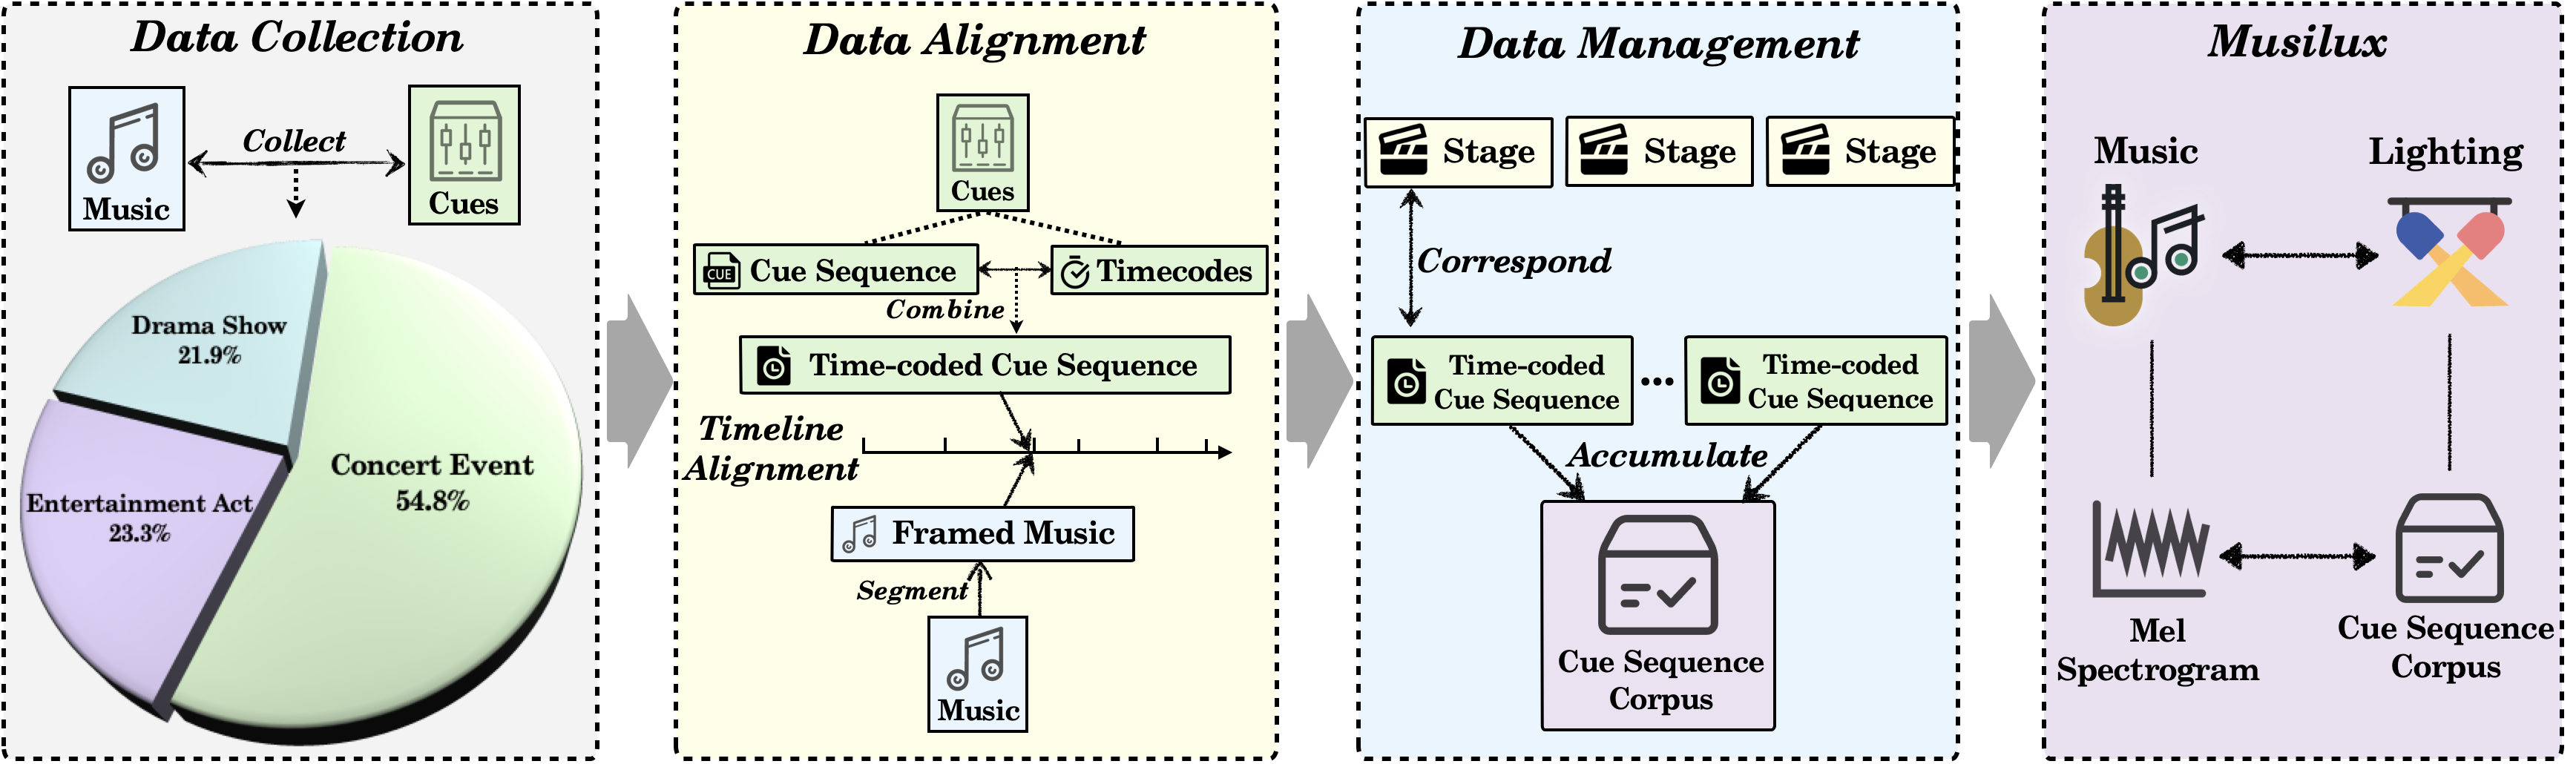 Data Collection
Music
Collect
Cues
Drama Show
21.9%
Concert Event
54.8%
Entertainment Act
23.3%
Data Alignment
Cues
CUE
Cue Sequence
Timecodes
Combine
Time-coded Cue Sequence
Timeline
Alignment
Framed Music
Segment
Music
Data Management
Stage
Stage
Stage
Correspond
Time-coded
Cue Sequence
...
Time-coded
Cue Sequence
Accumulate
Cue Sequence
Corpus
Musilux
Music
Lighting
Mel
Spectrogram
Cue Sequence
Corpus